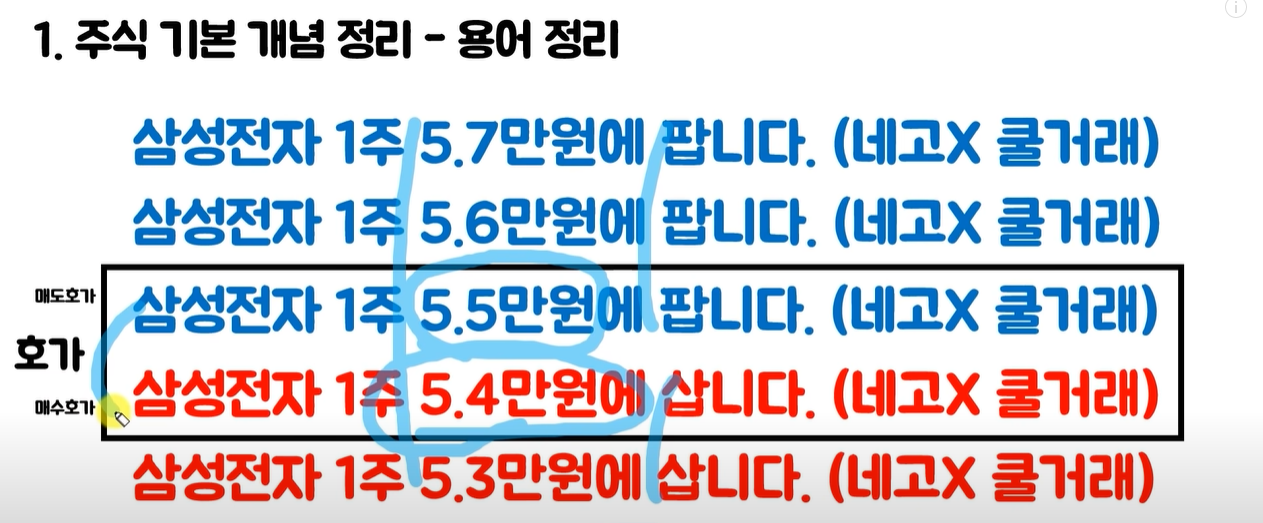 1. 주식 기본 개념 정리 - 용어 정리
삼성전자 1주 5.7만원에 팝니다. (네고X 쿨거래)
삼성전자 1주 5.6만원에 팝니다. (네고X 쿨거래)
매도호가
삼성전자 1주 5.5만원에 팝니다. (네고X 쿨거래)
호가
매수호가
삼성전자 1주 5.4만원에 삽니다. (네고X 쿨거래)
삼성전자 1주 5.3만원에 삽니다. (네고X 쿨거래)